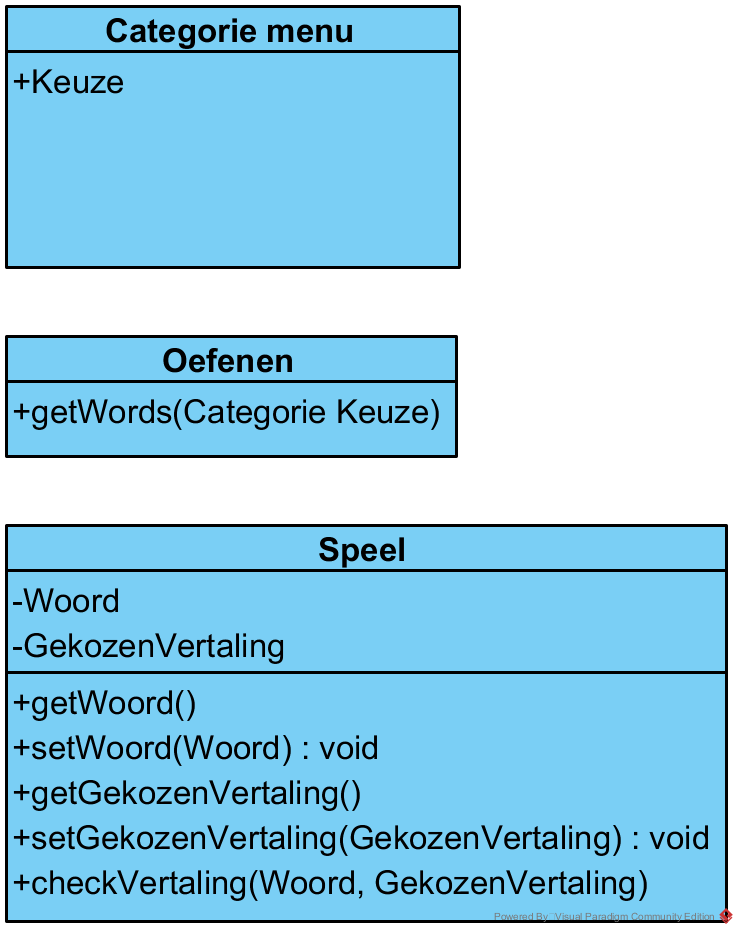 Categorie menu
+Keuze
Oefenen
+getWords(Categorie Keuze)
Speel
-Woord
-GekozenVertaling
+getWoord()
+setWoord(Woord) : void
+getGekozenVertaling()
+setGekozenVertaling(GekozenVertaling) : void
+checkVertaling(Woord, GekozenVertaling)
Powered By Visual Paradigm Community Edition